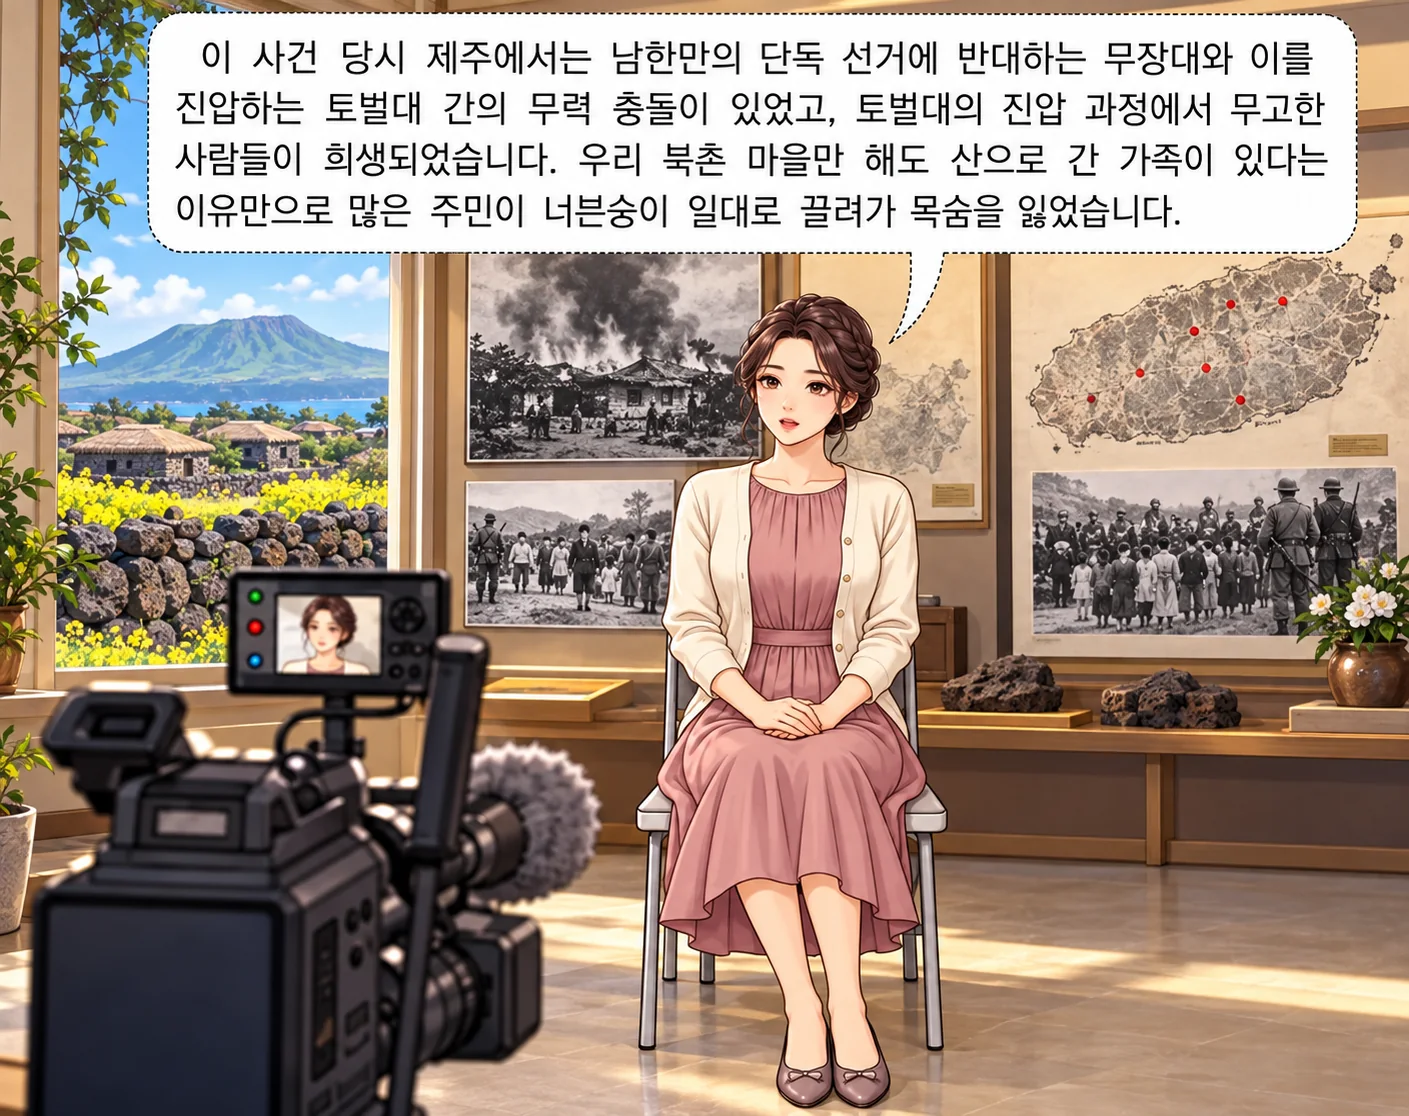 이 사건 당시 제주에서는 남한만의 단독 선거에 반대하는 무장대와 이를
진압하는 토벌대 간의 무력 충돌이 있었고, 토벌대의 진압 과정에서 무고한
사람들이 희생되었습니다. 우리 북촌 마을만 해도 산으로 간 가족이 있다는
이유만으로 많은 주민이 너븐숭이 일대로 끌려가 목숨을 잃었습니다.